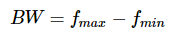 BW = f_max − f_min